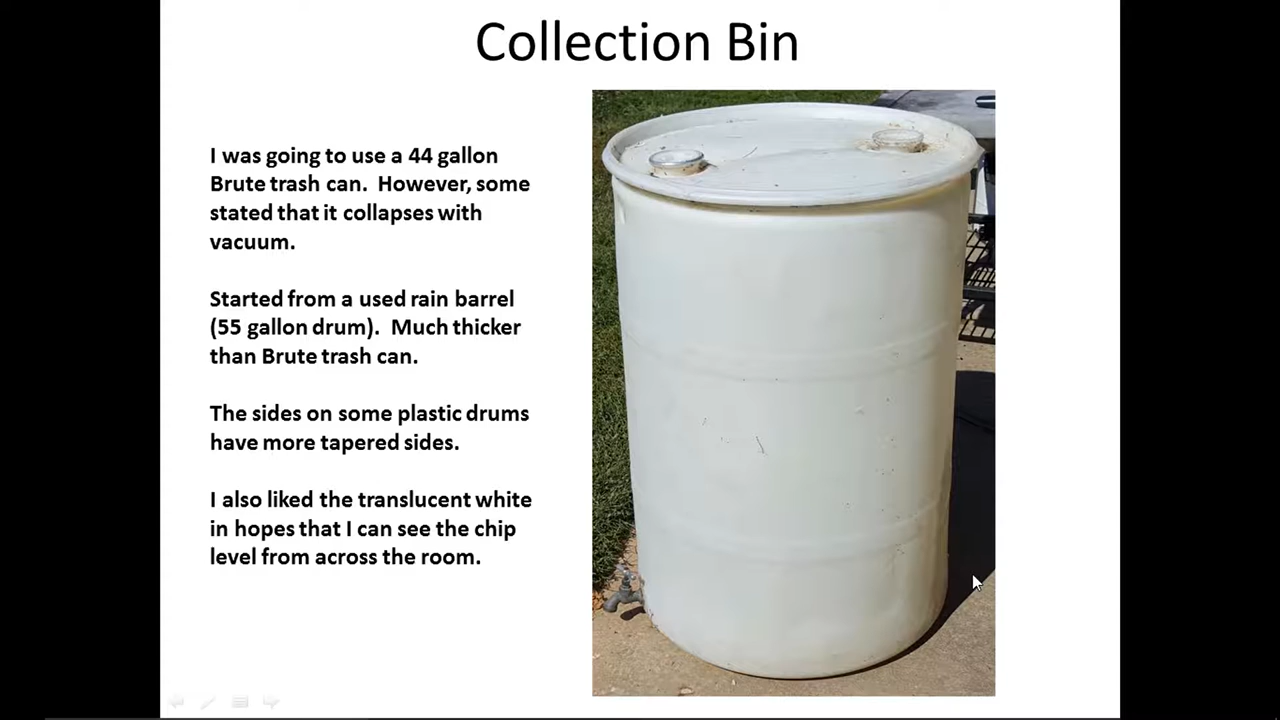 Collection Bin
I was going to use a 44 gallon
Brute trash can.  However, some
stated that it collapses with
vacuum.
Started from a used rain barrel
(55 gallon drum).  Much thicker
than Brute trash can.
The sides on some plastic drums
have more tapered sides.
I also liked the translucent white
in hopes that I can see the chip
level from across the room.